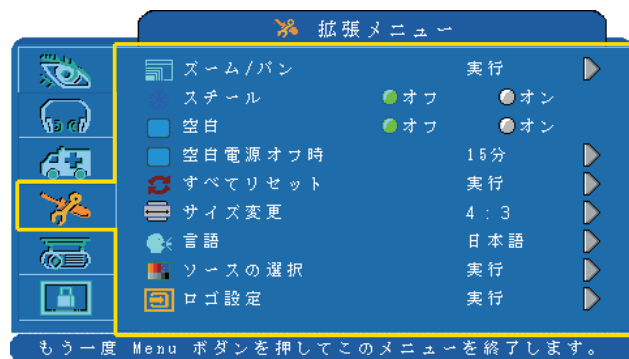 拡張メニュー
ズーム/パン 実行
スチール オフ オン
空白 オフ オン
空白電源オフ時 15分
すべてリセット 実行
サイズ変更 4:3
言語 日本語
ソースの選択 実行
ロゴ設定 実行
もう一度 Menu ボダンを押してこのメニューを終了します。